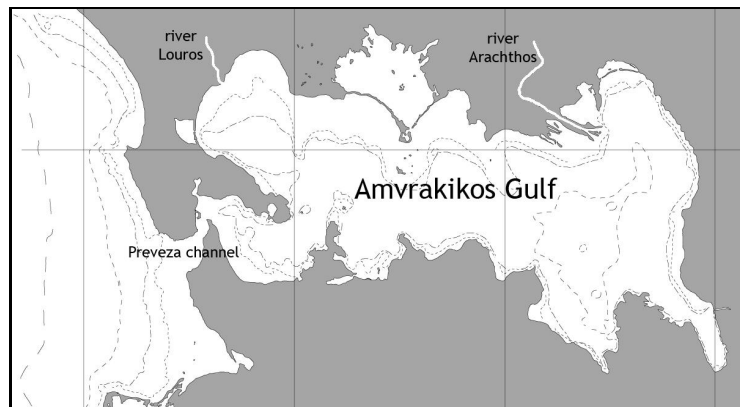 river
Louros
river
Arachthos
Amvrakikos Gulf
Preveza channel